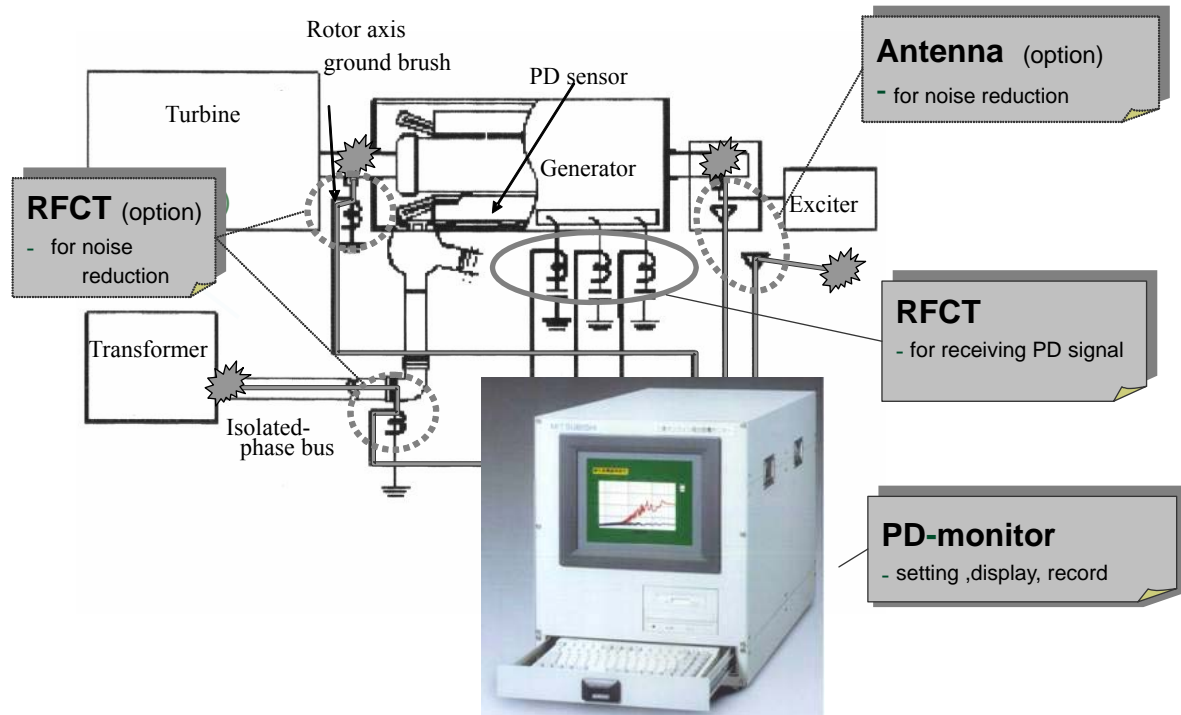 Rotor axis
ground brush
PD sensor
Turbine
Generator
Exciter
Antenna (option)
- for noise reduction
RFCT (option)
- for noise
reduction
RFCT
- for receiving PD signal
Transformer
Isolated-
phase bus
MITSUBISHI
PD-monitor
- setting ,display, record